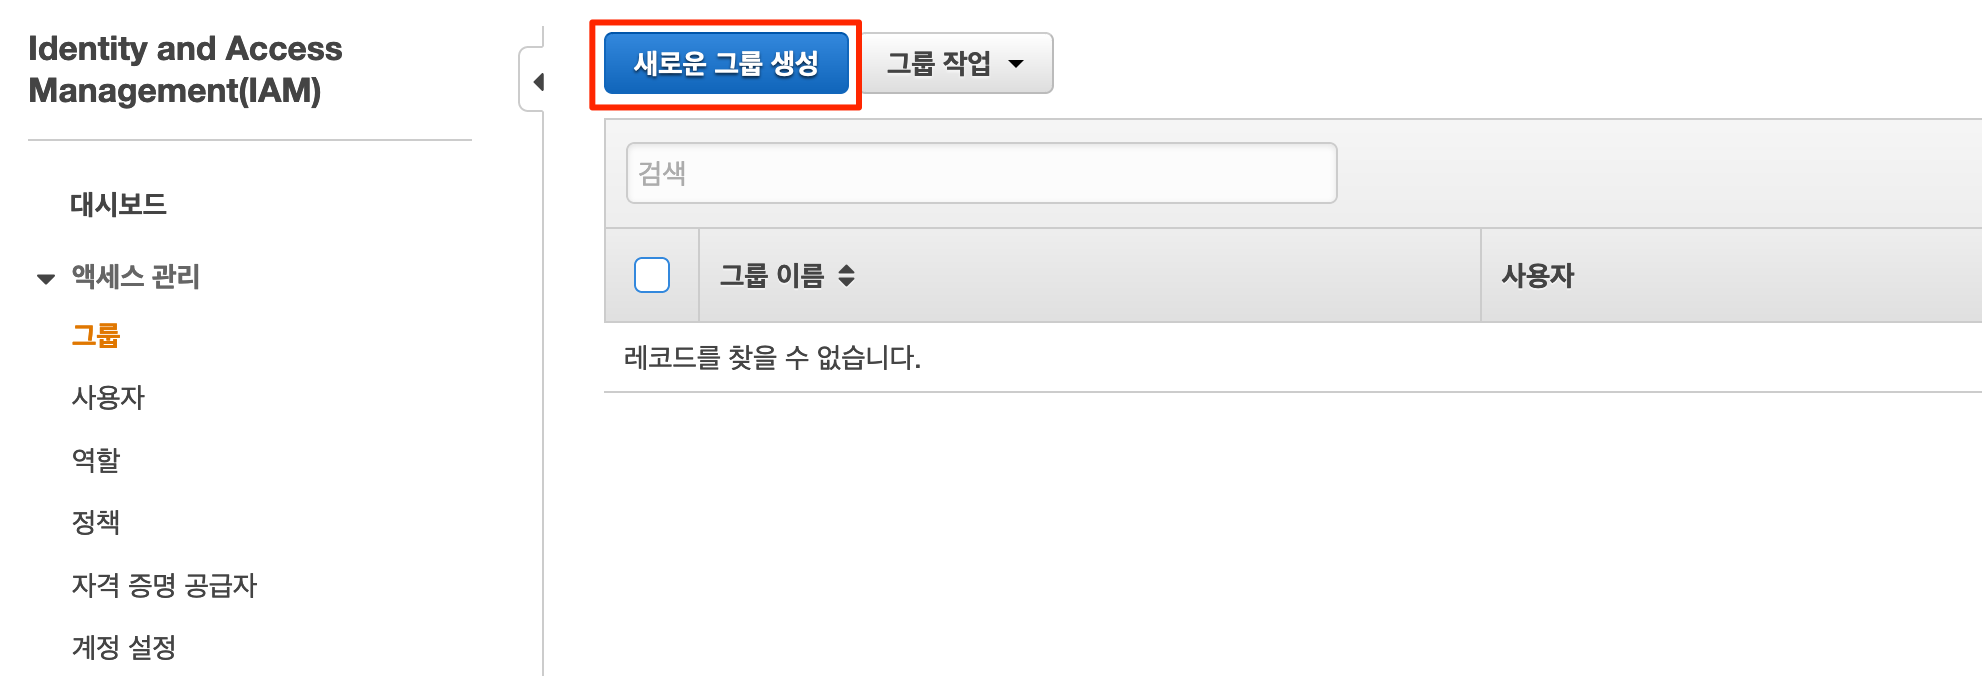 Identity and Access
Management(IAM)
대시보드
액세스 관리
그룹
사용자
역할
정책
자격 증명 공급자
계정 설정
새로운 그룹 생성
그룹 작업
검색
그룹 이름
사용자
레코드를 찾을 수 없습니다.